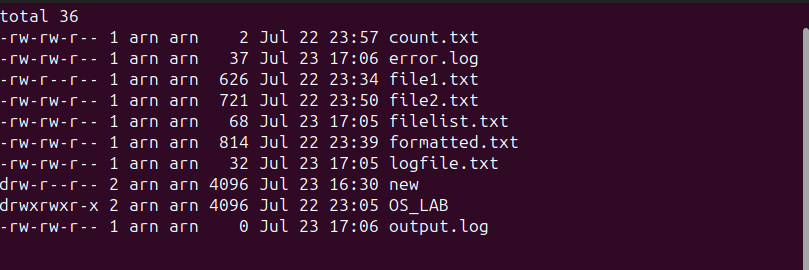 total 36
-rw-rw-r-- 1 arn arn    2 Jul 22 23:57 count.txt
-rw-rw-r-- 1 arn arn   37 Jul 23 17:06 error.log
-rw-r--r-- 1 arn arn  626 Jul 22 23:34 file1.txt
-rw-rw-r-- 1 arn arn  721 Jul 22 23:50 file2.txt
-rw-rw-r-- 1 arn arn   68 Jul 23 17:05 filelist.txt
-rw-rw-r-- 1 arn arn  814 Jul 22 23:39 formatted.txt
-rw-rw-r-- 1 arn arn   32 Jul 23 17:05 logfile.txt
drw-r--r-- 2 arn arn 4096 Jul 23 16:30 new
drwxrwxr-x 2 arn arn 4096 Jul 22 23:05 OS_LAB
-rw-rw-r-- 1 arn arn    0 Jul 23 17:06 output.log